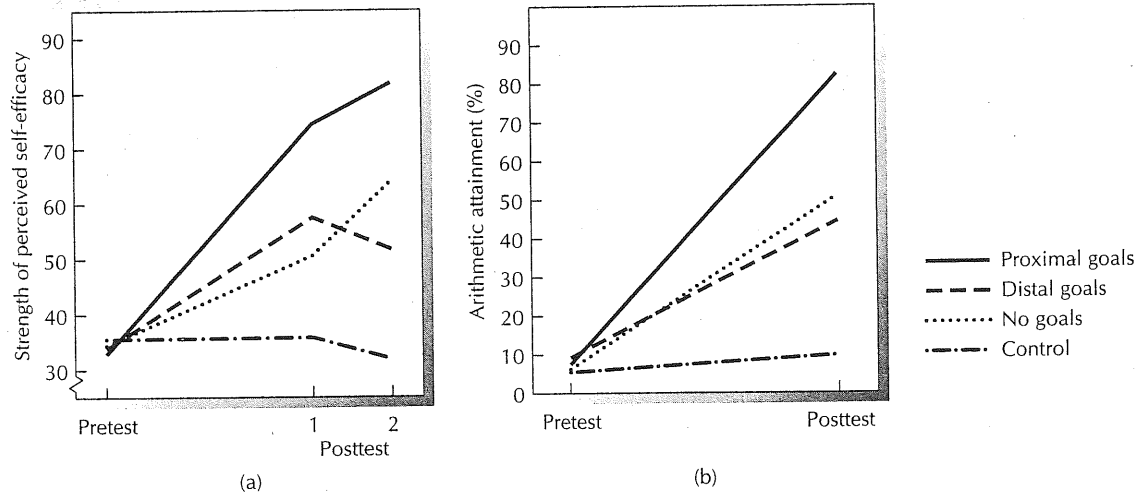 Strength of perceived self-efficacy
90
80
70
60
50
40
30
Pretest
1
2
Posttest
(a)
Arithmetic attainment (%)
90
80
70
60
50
40
30
20
10
0
Pretest
Posttest
(b)
Proximal goals
Distal goals
No goals
Control